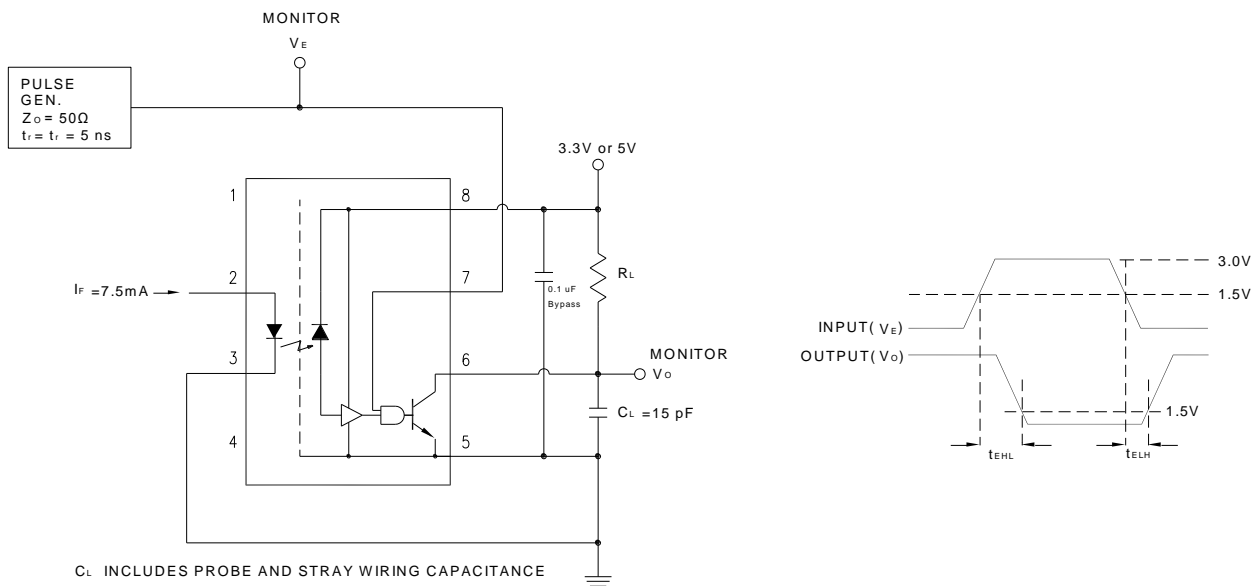 MONITOR
VE
PULSE
GEN.
ZO = 50Ω
tr = tr = 5 ns
3.3V or 5V
1
8
2
7
IF =7.5mA
0.1 uF
Bypass
RL
3
6
MONITOR
VO
CL =15 pF
4
5
CL INCLUDES PROBE AND STRAY WIRING CAPACITANCE
3.0V
1.5V
INPUT(VE)
OUTPUT(VO)
1.5V
tEHL
tELH